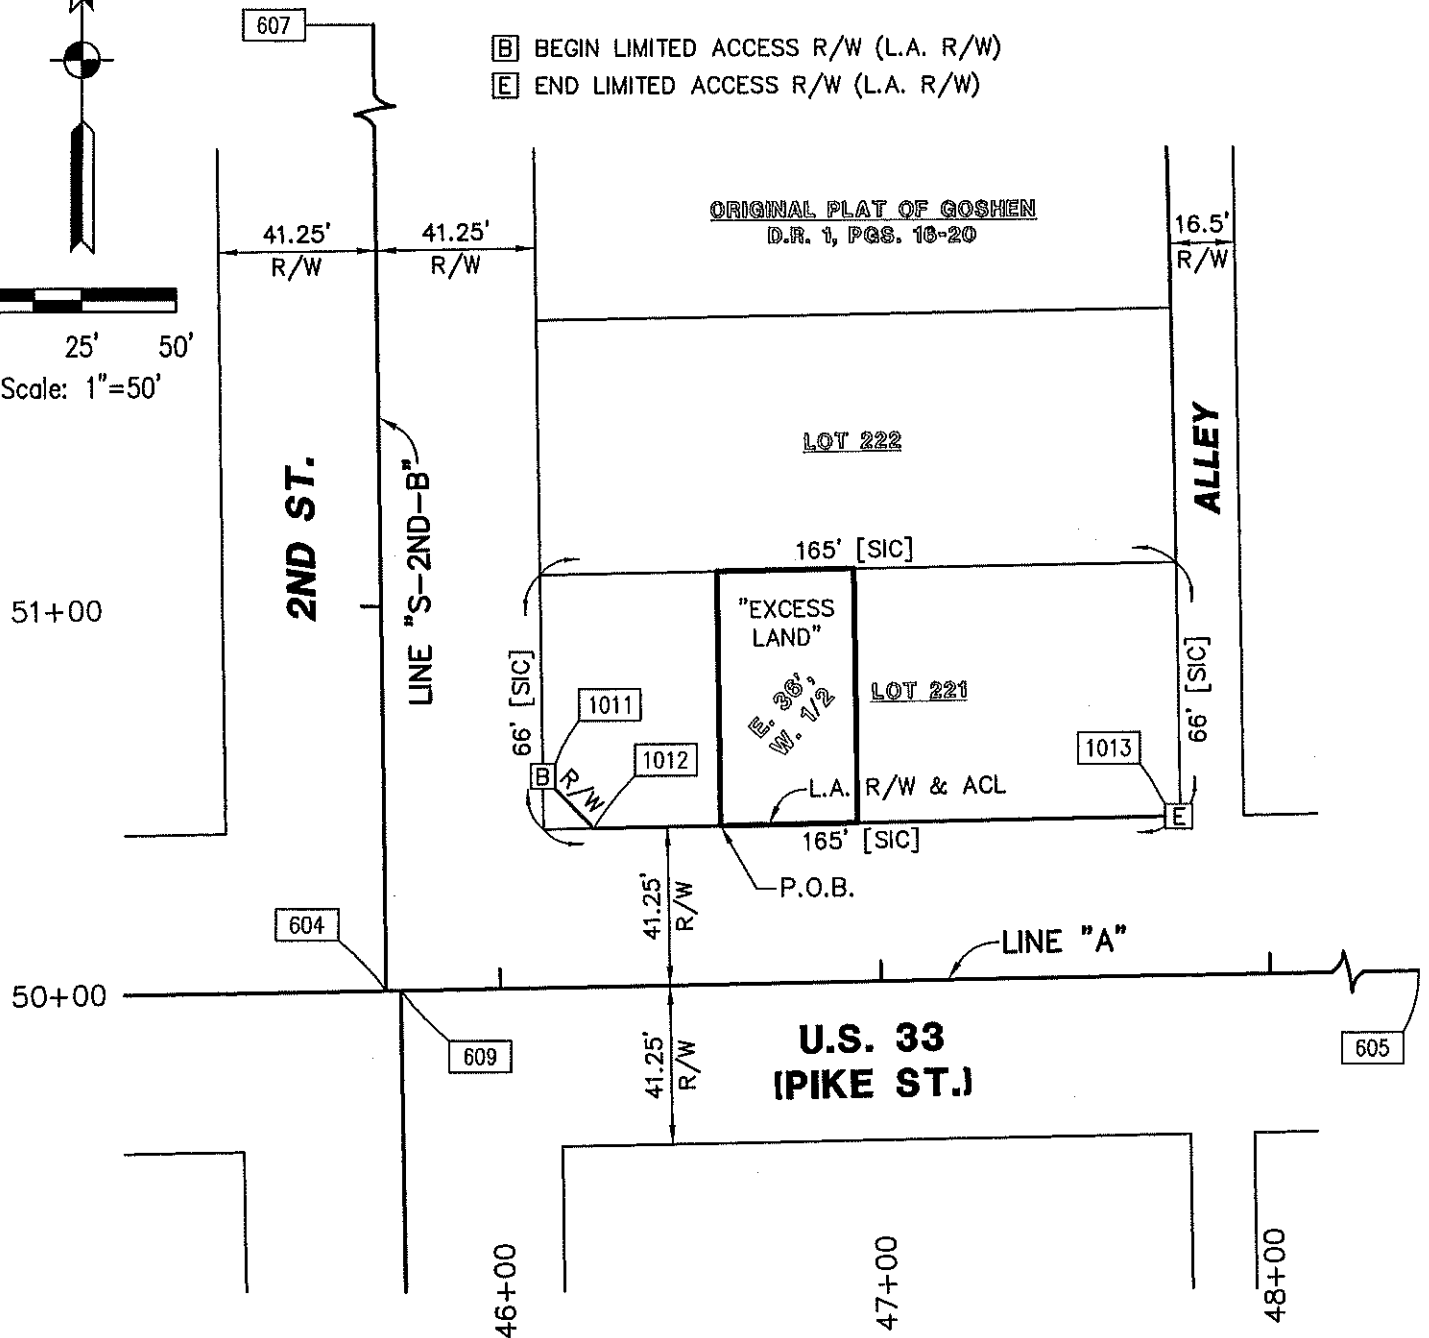 607
B BEGIN LIMITED ACCESS R/W (L.A. R/W)
E END LIMITED ACCESS R/W (L.A. R/W)
ORIGINAL PLAT OF GOSHEN
D.R. 1, PGS. 16-20
41.25'
R/W
41.25'
R/W
16.5'
R/W
25' 50'
Scale: 1"=50'
2ND ST.
LINE "S-2ND-B"
LOT 222
ALLEY
165' [SIC]
51+00
"EXCESS
LAND"
E. 36',
W. 1/2
LOT 221
66' [SIC]
66' [SIC]
1011
1012
1013
B
R/W
L.A. R/W & ACL
E
165' [SIC]
P.O.B.
41.25'
R/W
604
LINE "A"
50+00
609
41.25'
R/W
U.S. 33
(PIKE ST.)
605
46+00
47+00
48+00